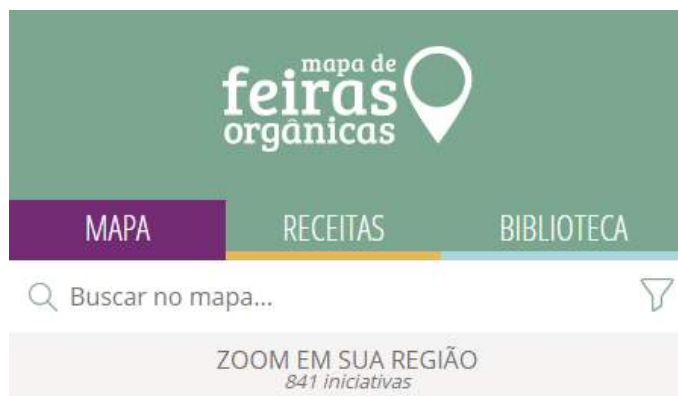 mapa de
feiras
orgânicas
MAPA RECEITAS BIBLIOTECA
Buscar no mapa...
ZOOM EM SUA REGIÃO
841 iniciativas